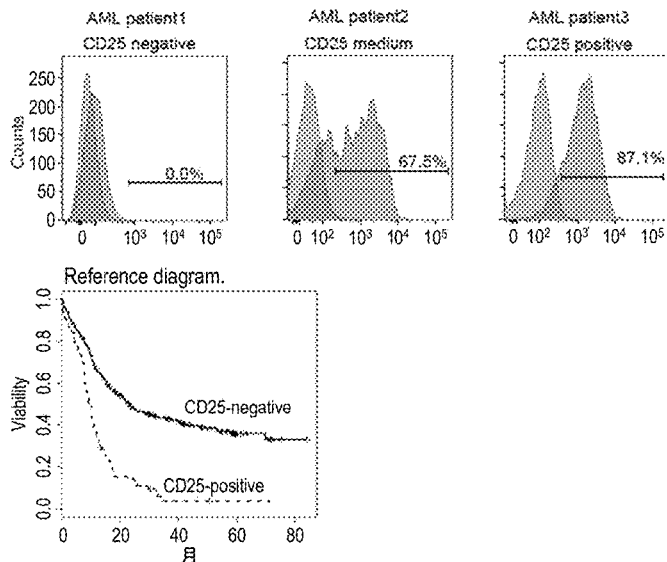 AML patient1
CD25 negative
AML patient2
CD25 medium
AML patient3
CD25 positive
Counts
250
200
150
100
50
0
0.0%
0 10³ 10⁴ 10⁵
67.5%
0 10² 10³ 10⁴ 10⁵
87.1%
0 10² 10³ 10⁴ 10⁵
Reference diagram.
Viability
1.0
0.8
0.6
0.4
0.2
0.0
CD25-negative
CD25-positive
0 20 40 60 80
月